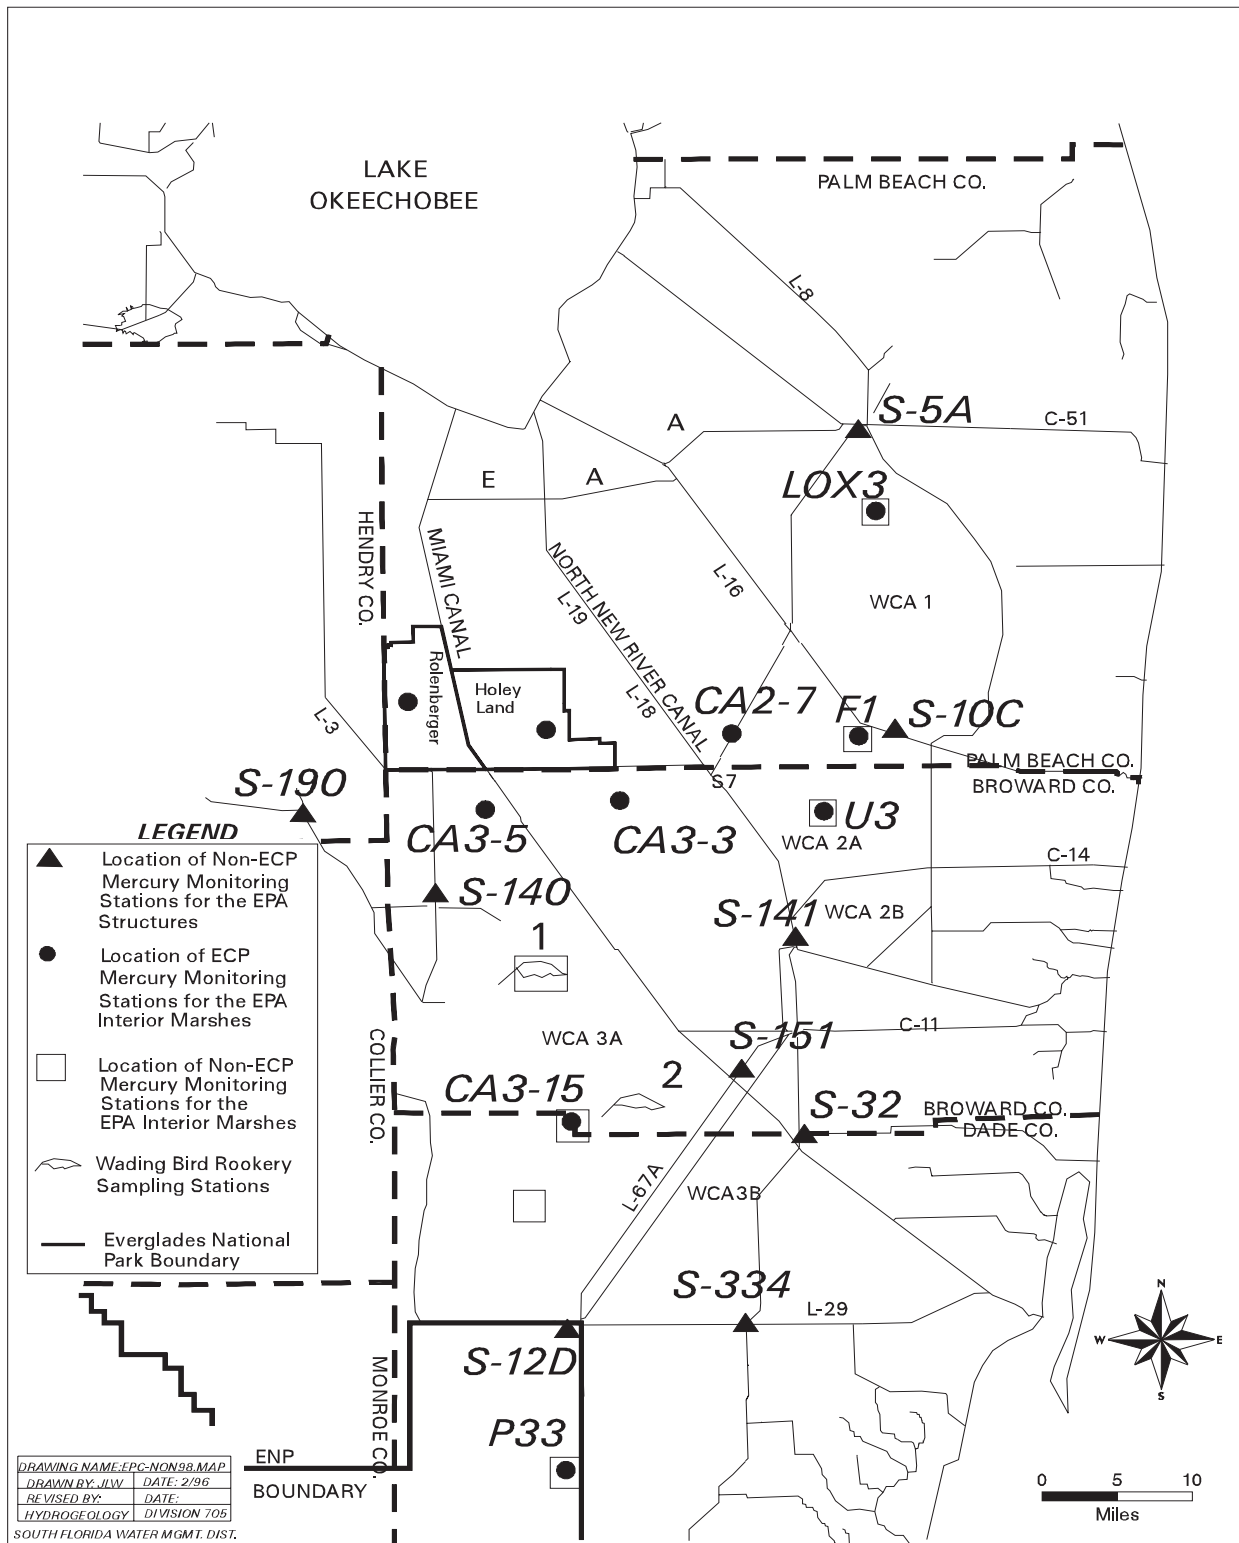 LAKE
OKEECHOBEE
PALM BEACH CO.
L-8
S-5A
C-51
A
E
A
LOX3
HENDRY CO.
MIAMI CANAL
NORTH NEW RIVER CANAL
L-19
L-16
WCA 1
Rolenberger
Holey
Land
L-18
CA2-7
F1
S-10C
L-3
PALM BEACH CO.
BROWARD CO.
S7
S-190
CA3-5
CA3-3
U3
WCA 2A
C-14
S-140
S-141
WCA 2B
1
WCA 3A
S-151
C-11
COLLIER CO.
CA3-15
2
S-32
BROWARD CO.
DADE CO.
L-67A
WCA3B
S-334
L-29
S-12D
MONROE CO.
P33
ENP
BOUNDARY
LEGEND
Location of Non-ECP
Mercury Monitoring
Stations for the EPA
Structures
Location of ECP
Mercury Monitoring
Stations for the EPA
Interior Marshes
Location of Non-ECP
Mercury Monitoring
Stations for the
EPA Interior Marshes
Wading Bird Rookery
Sampling Stations
Everglades National
Park Boundary
N
W
E
S
0 5 10
Miles
DRAWING NAME:EPC-NON98.MAP
DRAWN BY: JLW DATE: 2/96
REVISED BY: DATE:
HYDROGEOLOGY DIVISION 705
SOUTH FLORIDA WATER MGMT. DIST.